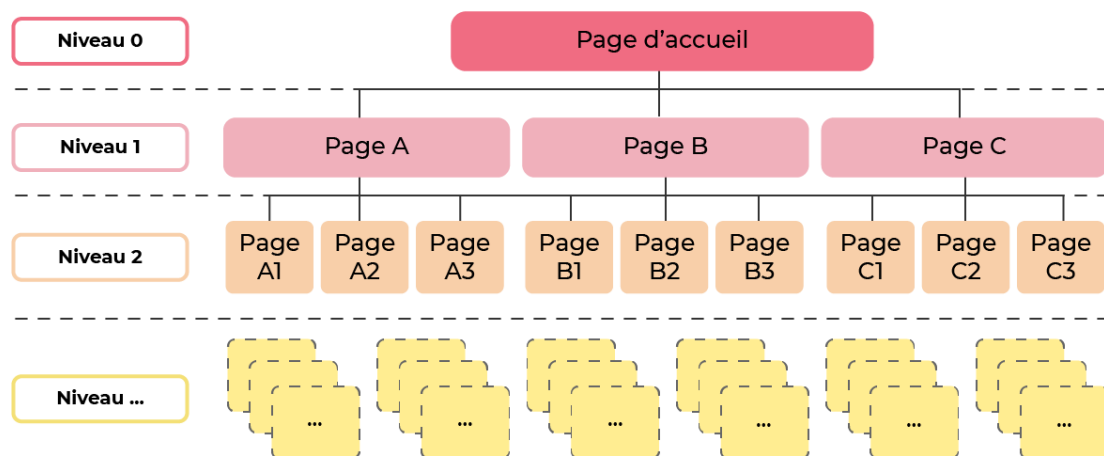 Niveau 0
Page d’accueil
Niveau 1
Page A
Page B
Page C
Niveau 2
Page
A1
Page
A2
Page
A3
Page
B1
Page
B2
Page
B3
Page
C1
Page
C2
Page
C3
Niveau ...
...
...
...
...
...
...